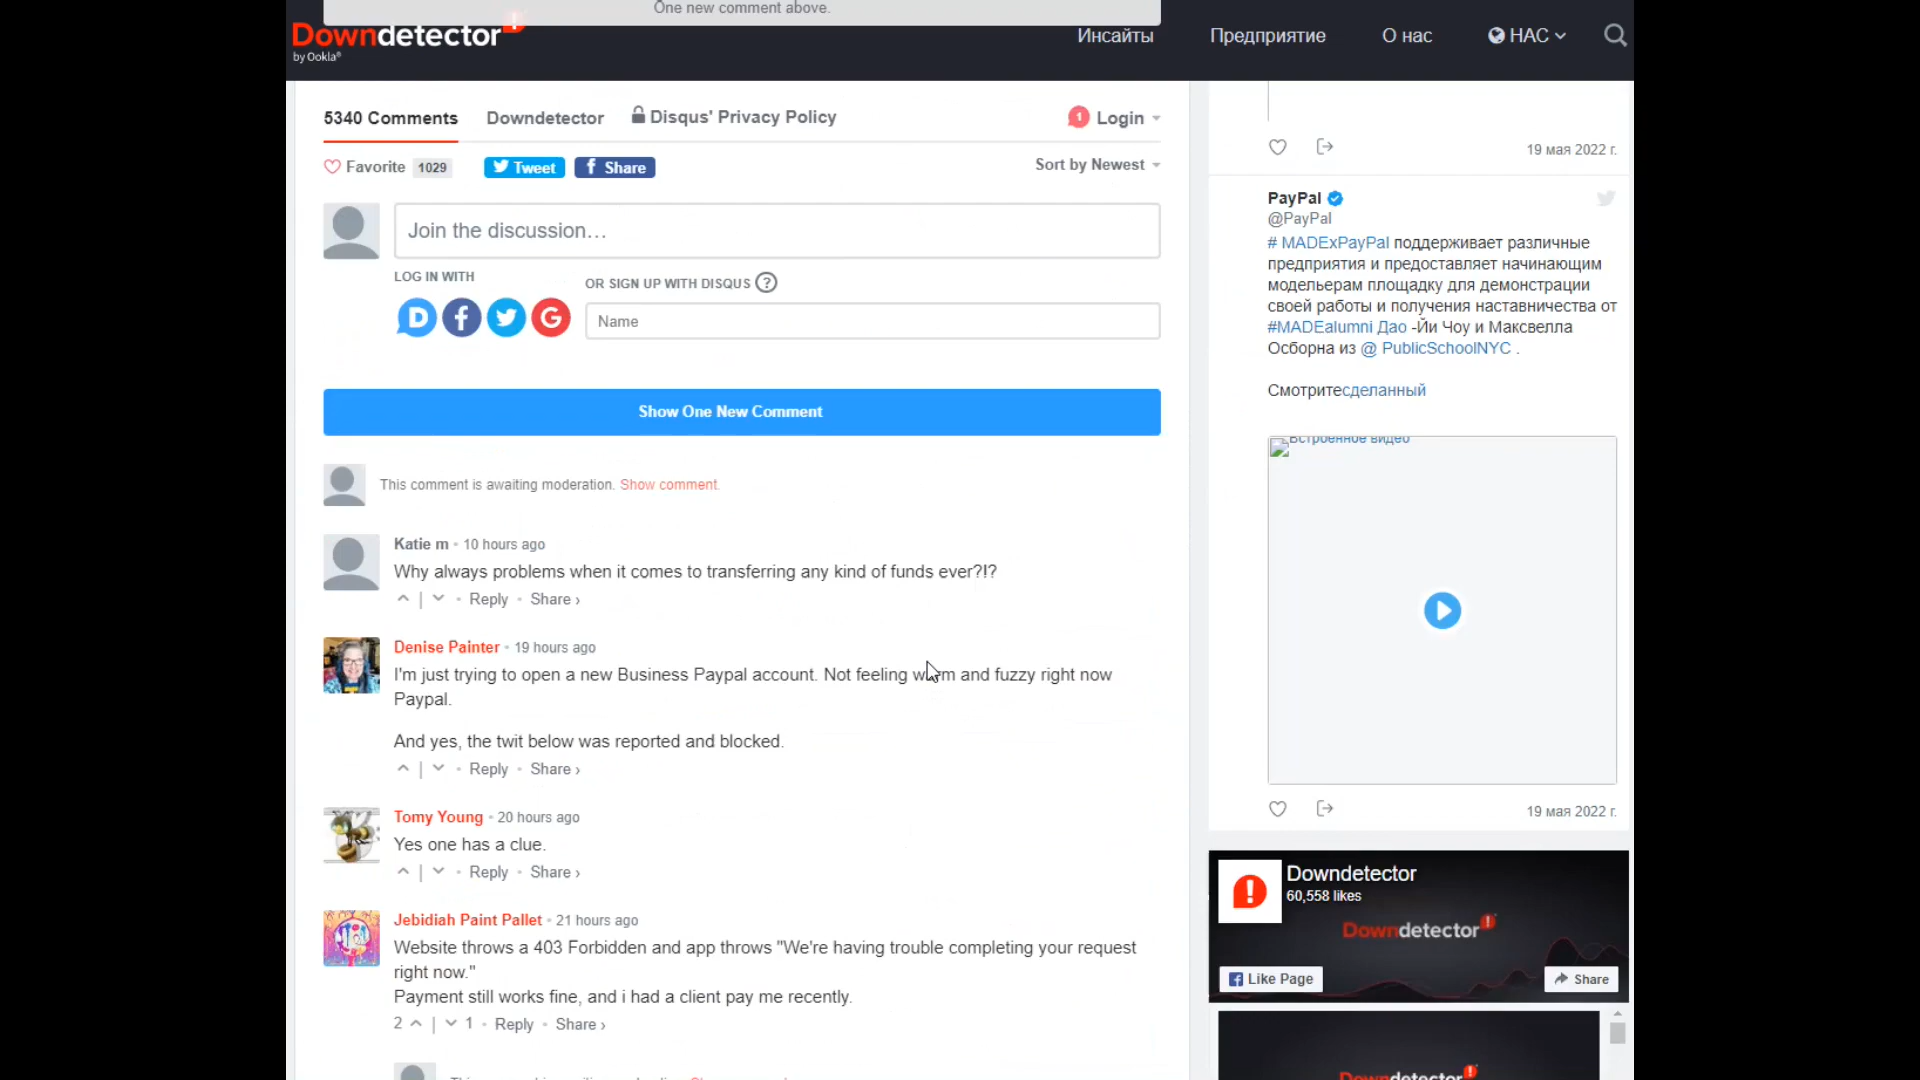 One new comment above.
Downdetector
by Ookla®
Инсайты
Предприятие
О нас
НАС
5340 Comments
Downdetector
Disqus' Privacy Policy
1
Login
Favorite 1029
Tweet
Share
Sort by Newest
Join the discussion…
LOG IN WITH
OR SIGN UP WITH DISQUS ?
Name
Show One New Comment
This comment is awaiting moderation. Show comment.
Katie m • 10 hours ago
Why always problems when it comes to transferring any kind of funds ever?!?
Reply • Share ›
Denise Painter • 19 hours ago
I'm just trying to open a new Business Paypal account. Not feeling warm and fuzzy right now
Paypal.
And yes, the twit below was reported and blocked.
Reply • Share ›
Tomy Young • 20 hours ago
Yes one has a clue.
Reply • Share ›
Jebidiah Paint Pallet • 21 hours ago
Website throws a 403 Forbidden and app throws "We're having trouble completing your request
right now."
Payment still works fine, and i had a client pay me recently.
2 | 1 • Reply • Share ›
19 мая 2022 г.
PayPal
@PayPal
# MADExPayPal поддерживает различные
предприятия и предоставляет начинающим
модельерам площадку для демонстрации
своей работы и получения наставничества от
#MADEalumni Дао -Йи Чоу и Максвелла
Осборна из @ PublicSchoolNYC .
Смотритесделанный
Встроенное видео
19 мая 2022 г.
Downdetector
60,558 likes
Downdetector
Like Page
Share
Downdetector